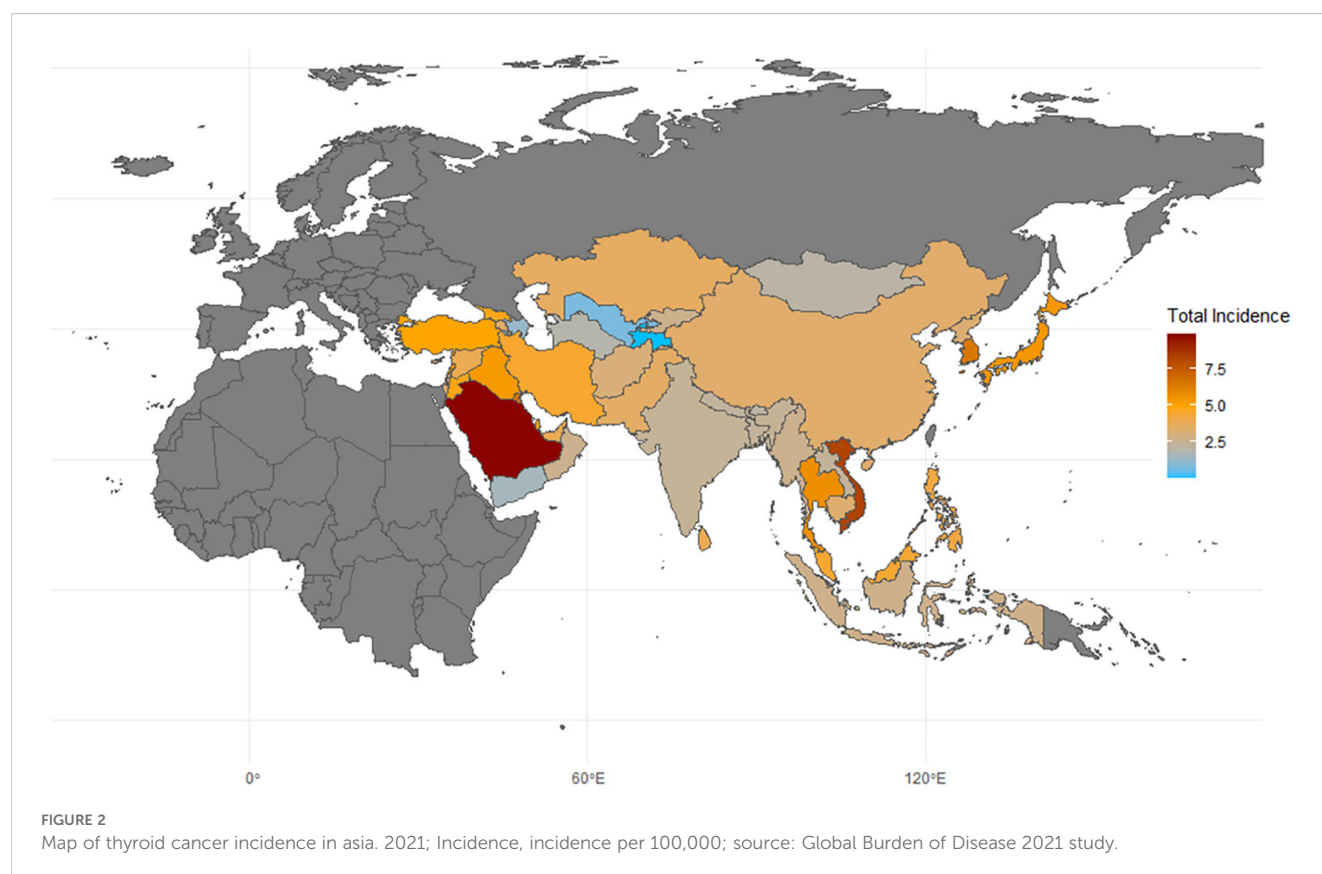 Total Incidence
7.5
5.0
2.5
0°
60°E
120°E
FIGURE 2
Map of thyroid cancer incidence in asia. 2021; Incidence, incidence per 100,000; source: Global Burden of Disease 2021 study.